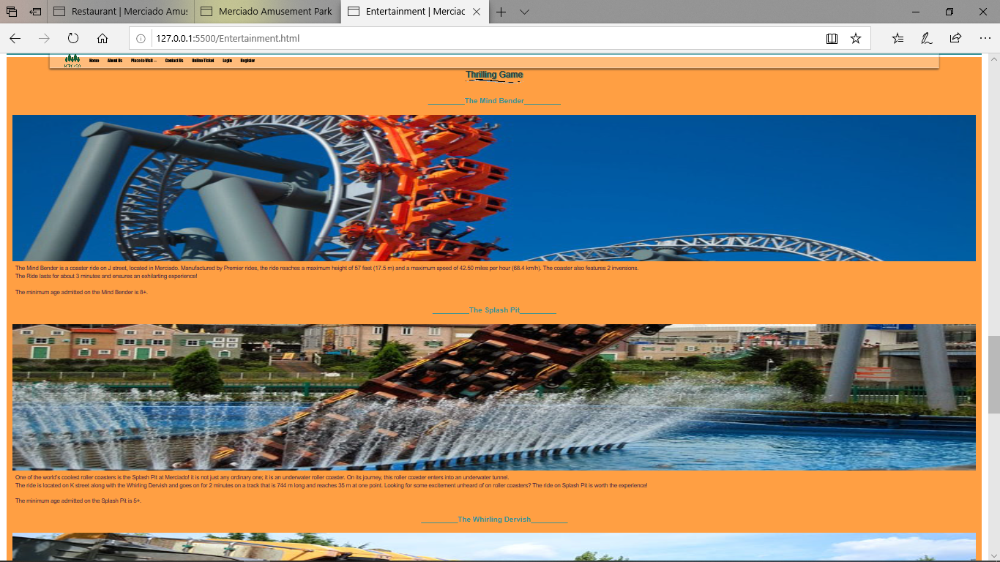 Restaurant | Merciado Amus
Merciado Amusement Park
Entertainment | Merciac
127.0.0.1:5500/Entertainment.html
MERCIADO
Home About Us Place to Visit Contact Us Online Ticket Login Register
Thrilling Game
_________The Mind Bender_________
The Mind Bender is a coaster ride on J street, located in Merciado. Manufactured by Premier rides, the ride reaches a maximum height of 57 feet (17.5 m) and a maximum speed of 42.50 miles per hour (68.4 km/h). The coaster also features 2 inversions.
The Ride lasts for about 3 minutes and ensures an exhilarting experience!
The minimum age admitted on the Mind Bender is 8+.
_________The Splash Pit_________
One of the world's coolest roller coasters is the Splash Pit at Merciado! it is not just any ordinary one; it is an underwater roller coaster. On its journey, this roller coaster enters into an underwater tunnel.
The ride is located on K street along with the Whirling Dervish and goes on for 2 minutes on a track that is 744 m long and reaches 35 m at one point. Looking for some excitement unheard of on roller coasters? The ride on Splash Pit is worth the experience!
The minimum age admitted on the Splash Pit is 5+.
_________The Whirling Dervish_________